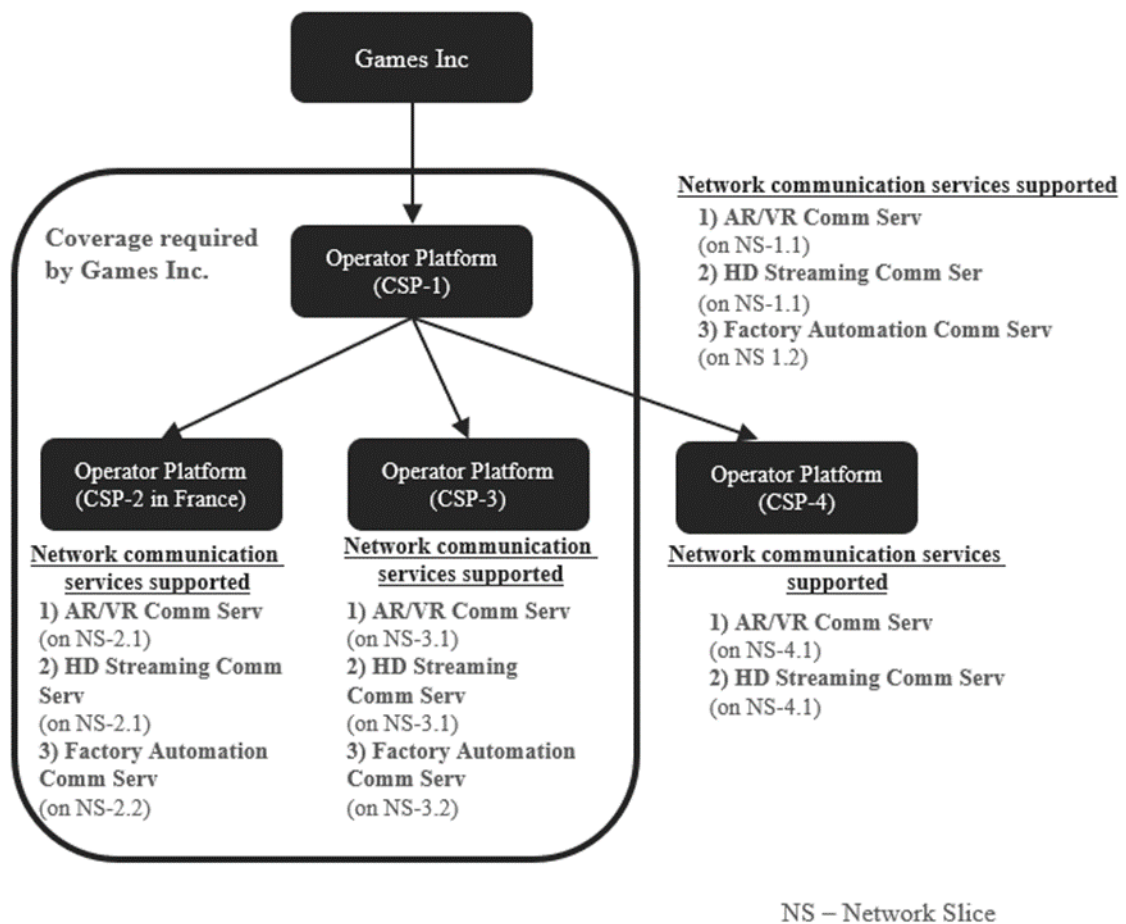 Games Inc
Coverage required
by Games Inc.
Operator Platform
(CSP-1)
Network communication services supported
1) AR/VR Comm Serv
(on NS-1.1)
2) HD Streaming Comm Ser
(on NS-1.1)
3) Factory Automation Comm Serv
(on NS 1.2)
Operator Platform
(CSP-2 in France)
Network communication
services supported
1) AR/VR Comm Serv
(on NS-2.1)
2) HD Streaming Comm
Serv
(on NS-2.1)
3) Factory Automation
Comm Serv
(on NS-2.2)
Operator Platform
(CSP-3)
Network communication
services supported
1) AR/VR Comm Serv
(on NS-3.1)
2) HD Streaming
Comm Serv
(on NS-3.1)
3) Factory Automation
Comm Serv
(on NS-3.2)
Operator Platform
(CSP-4)
Network communication services
supported
1) AR/VR Comm Serv
(on NS-4.1)
2) HD Streaming Comm Serv
(on NS-4.1)
NS – Network Slice